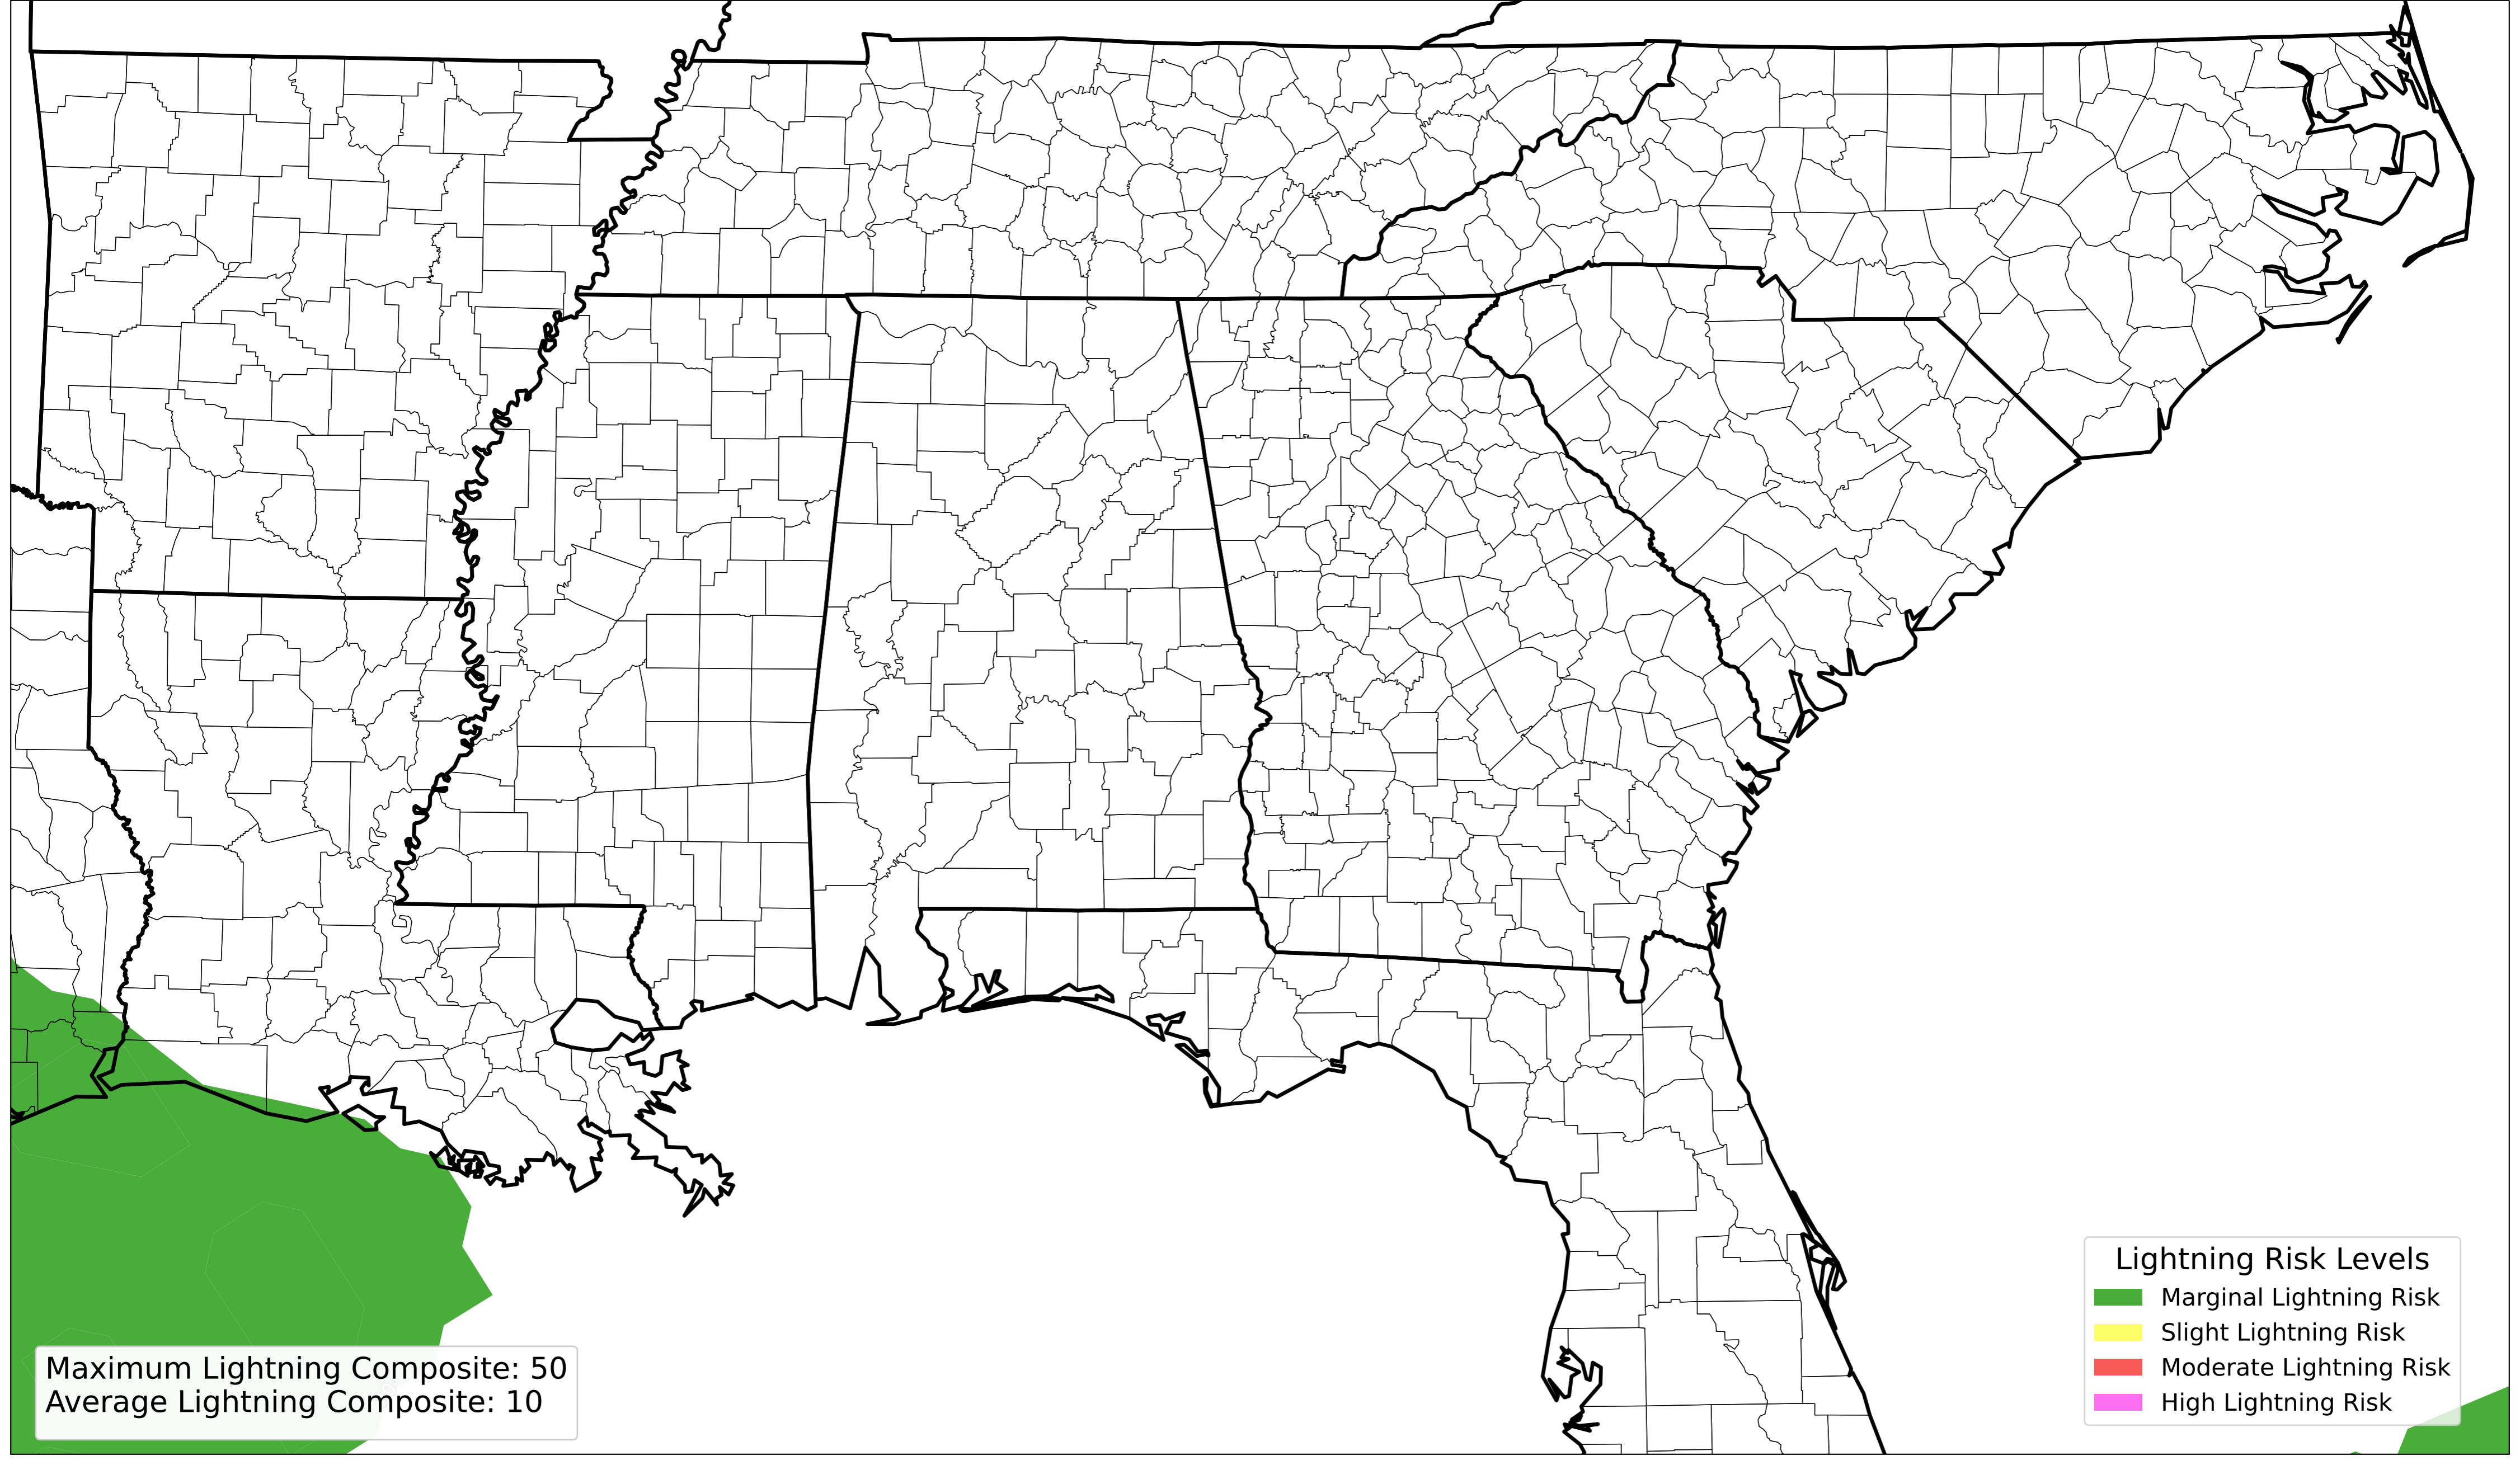 Maximum Lightning Composite: 50
Average Lightning Composite: 10
Lightning Risk Levels
Marginal Lightning Risk
Slight Lightning Risk
Moderate Lightning Risk
High Lightning Risk